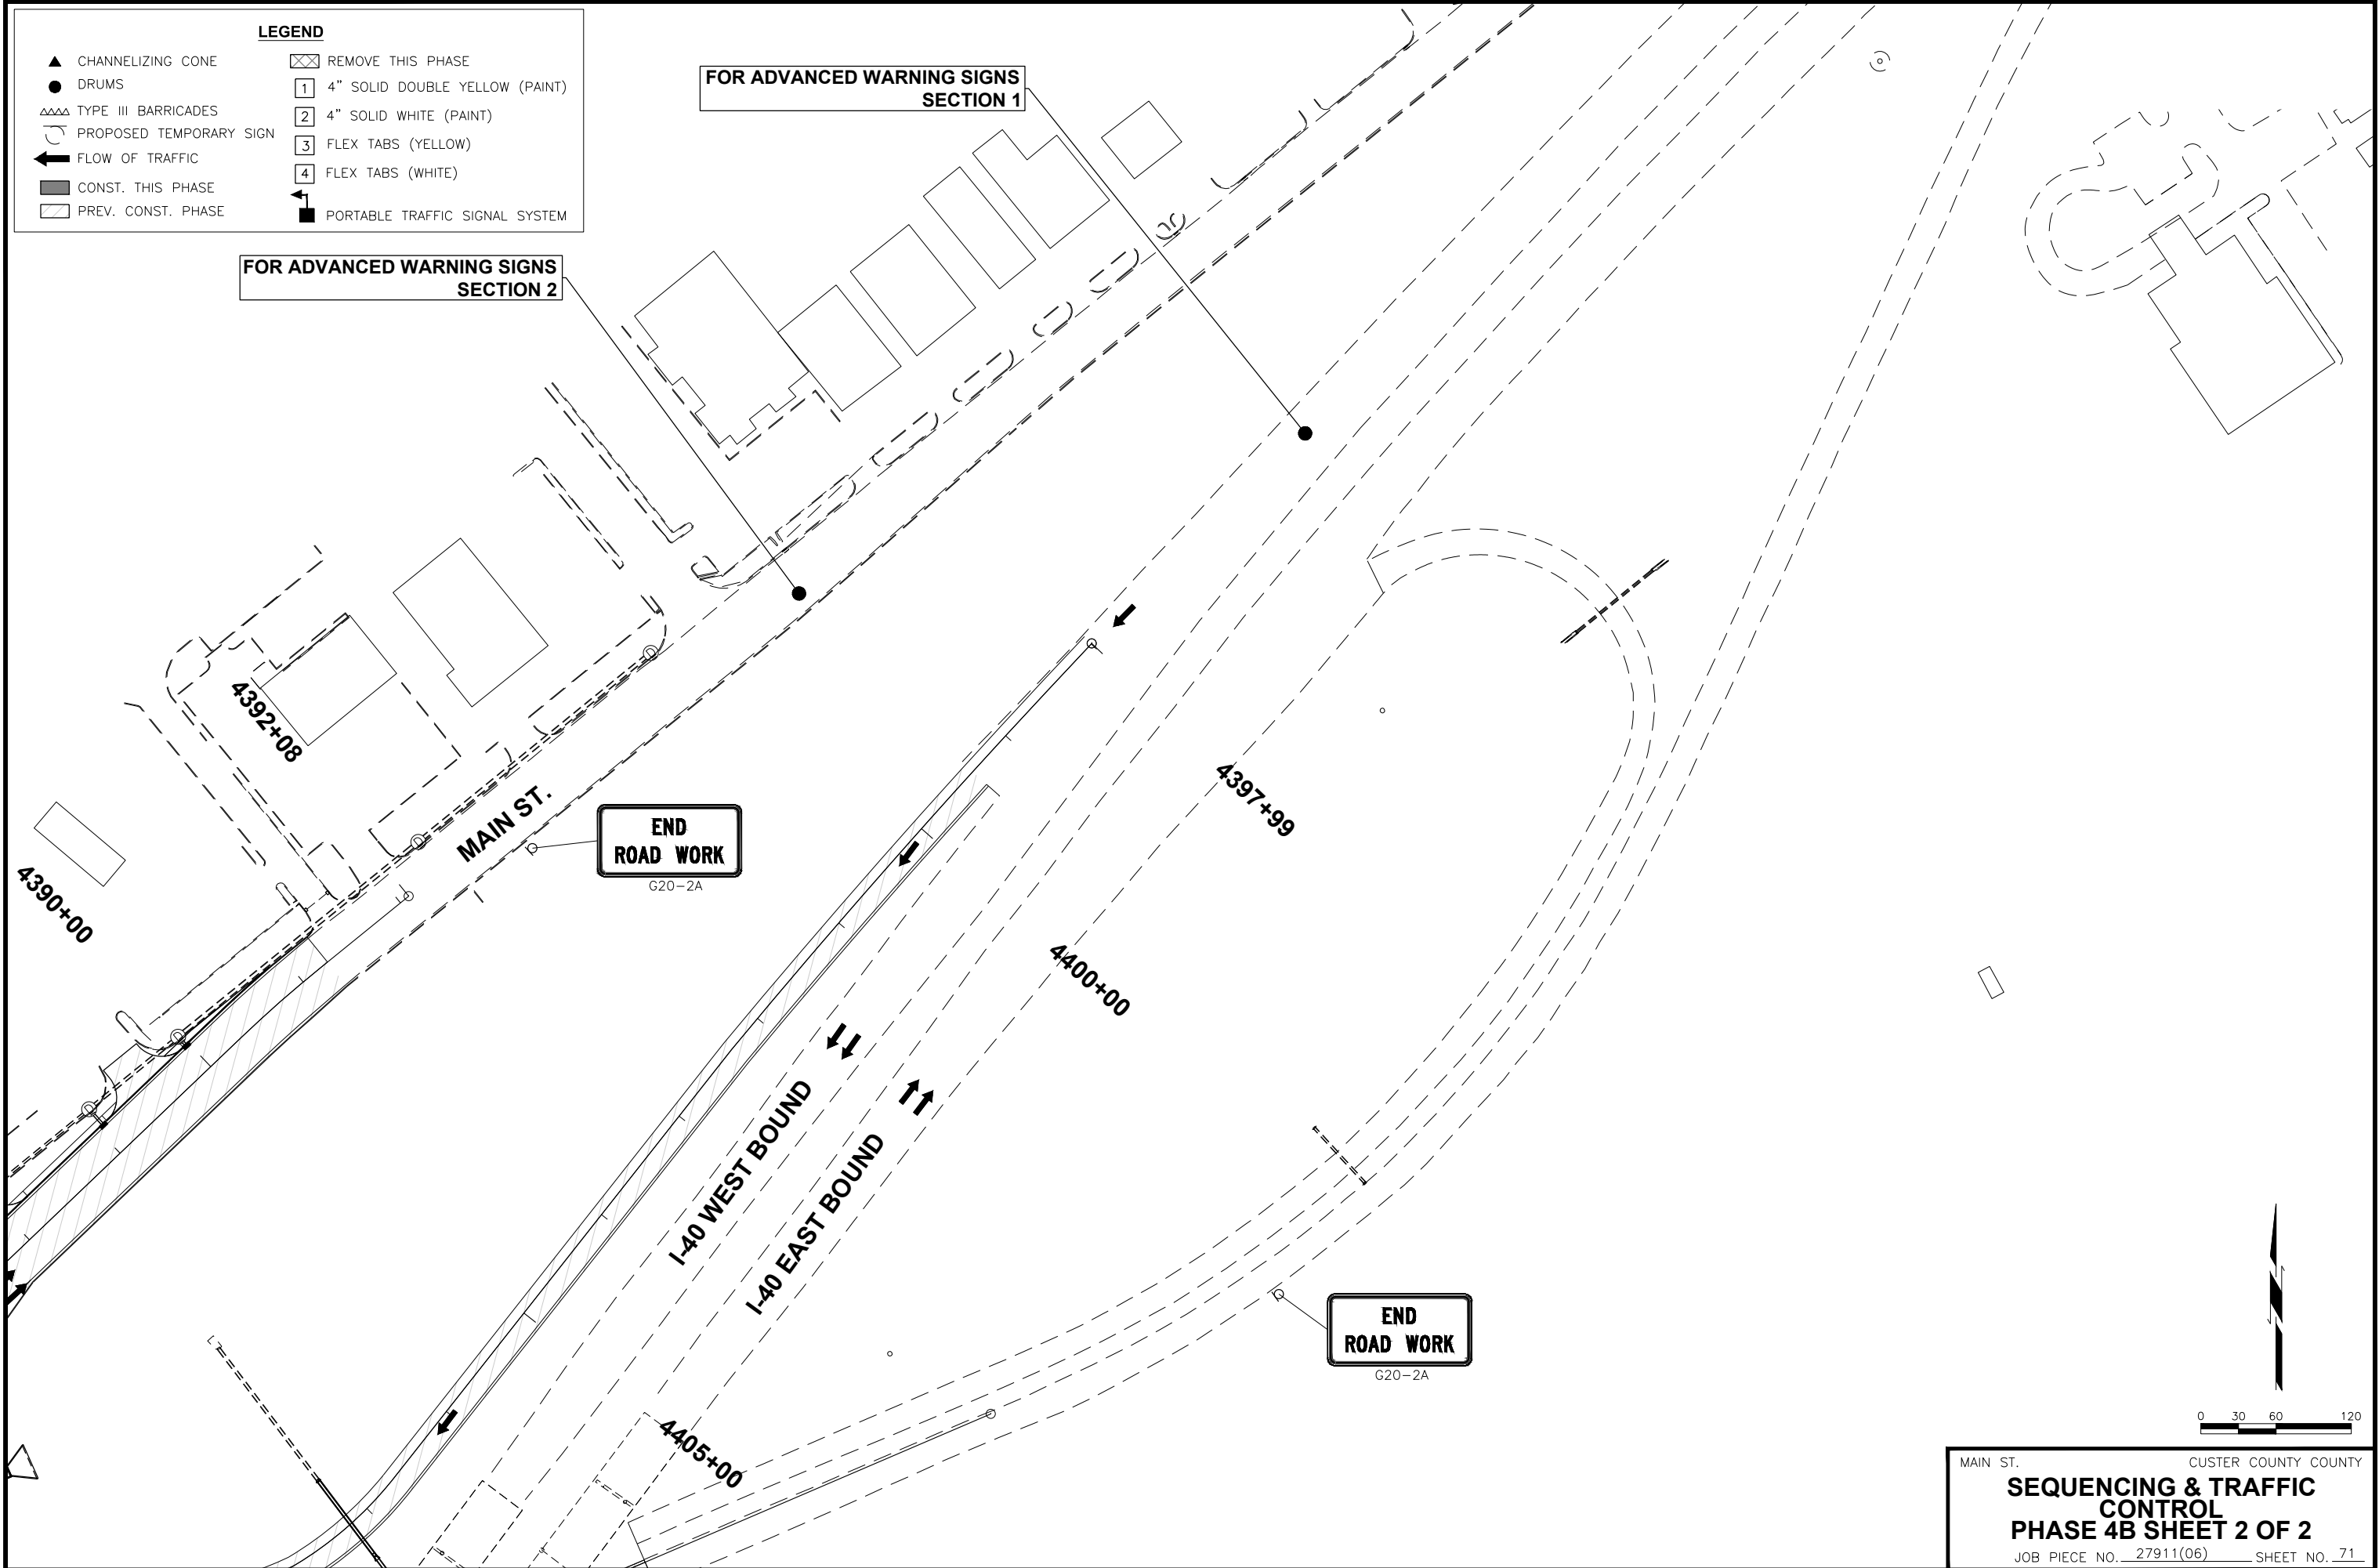 LEGEND
CHANNELIZING CONE
DRUMS
TYPE III BARRICADES
PROPOSED TEMPORARY SIGN
FLOW OF TRAFFIC
CONST. THIS PHASE
PREV. CONST. PHASE
REMOVE THIS PHASE
1 4" SOLID DOUBLE YELLOW (PAINT)
2 4" SOLID WHITE (PAINT)
3 FLEX TABS (YELLOW)
4 FLEX TABS (WHITE)
PORTABLE TRAFFIC SIGNAL SYSTEM
FOR ADVANCED WARNING SIGNS
SECTION 1
FOR ADVANCED WARNING SIGNS
SECTION 2
4392+08
4390+00
MAIN ST.
END
ROAD WORK
G20-2A
4397+99
4400+00
I-40 WEST BOUND
I-40 EAST BOUND
4405+00
END
ROAD WORK
G20-2A
0 30 60 120
MAIN ST. CUSTER COUNTY COUNTY
SEQUENCING & TRAFFIC
CONTROL
PHASE 4B SHEET 2 OF 2
JOB PIECE NO. 27911(06) SHEET NO. 71